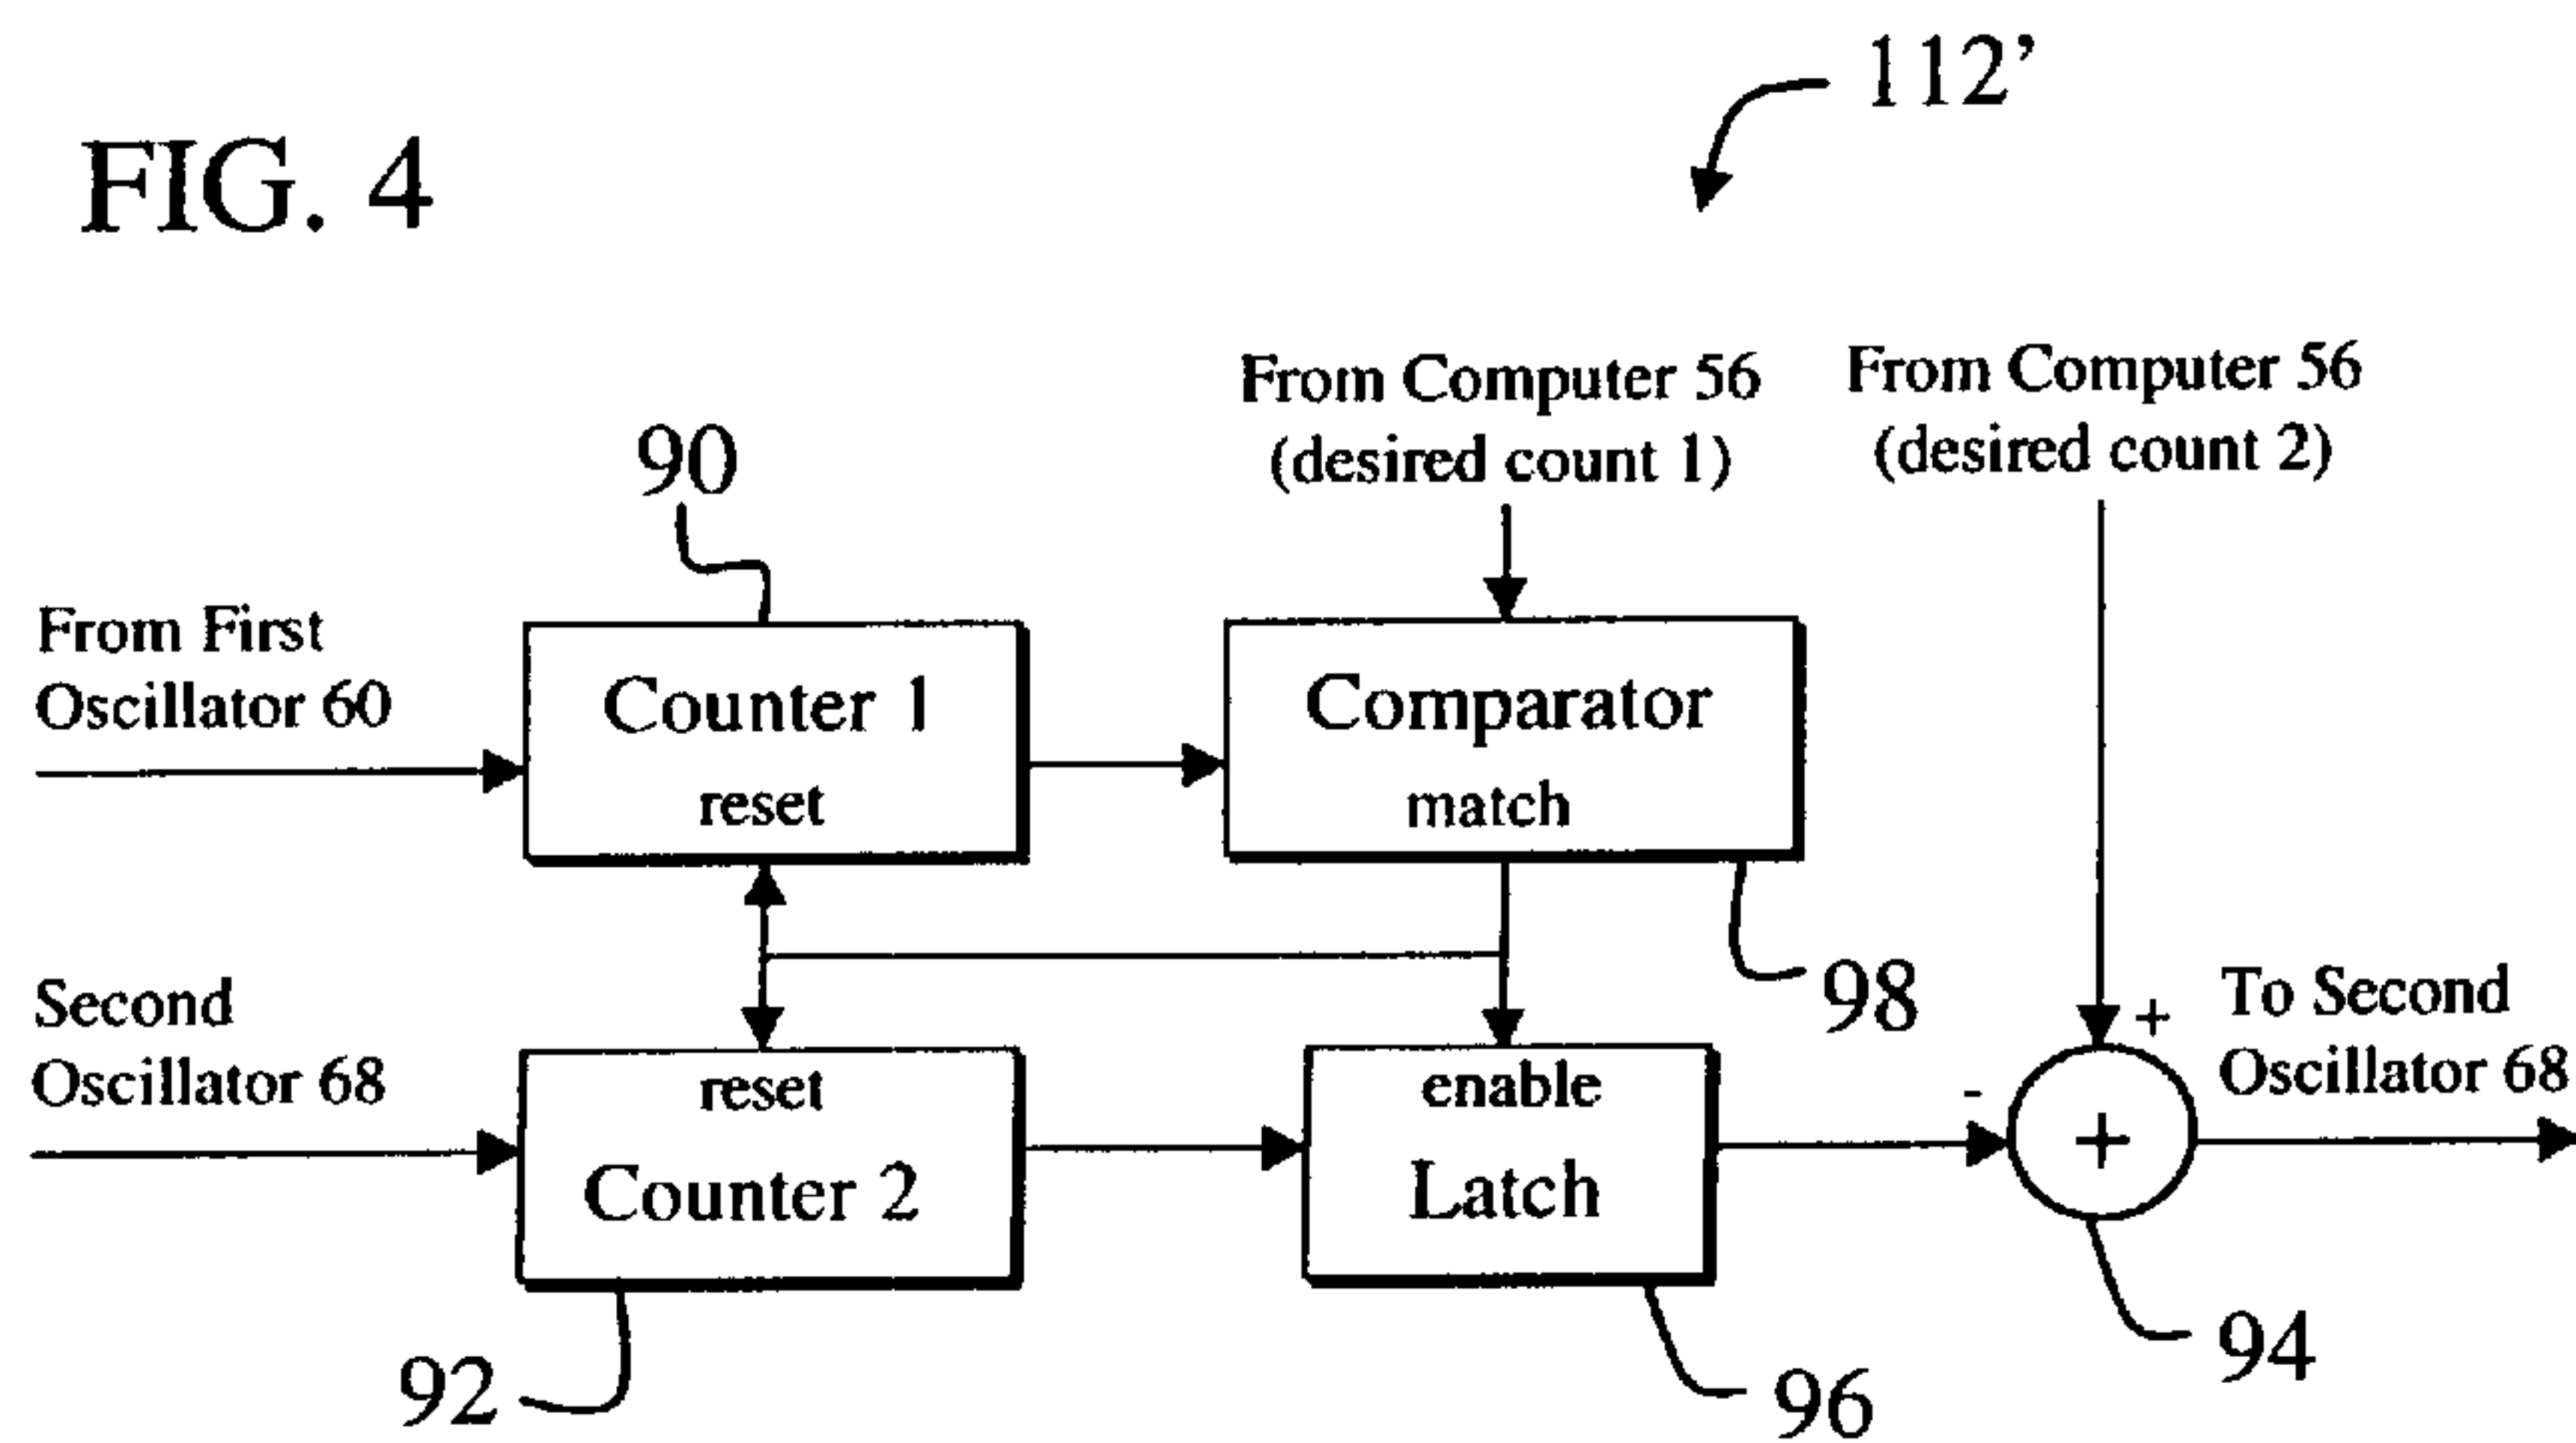 112’
FIG. 4
From Computer 56
(desired count 1)
From Computer 56
(desired count 2)
90
From First
Oscillator 60
Counter 1
reset
Comparator
match
98
Second
Oscillator 68
reset
Counter 2
enable
Latch
-
+
+
To Second
Oscillator 68
92
96
94